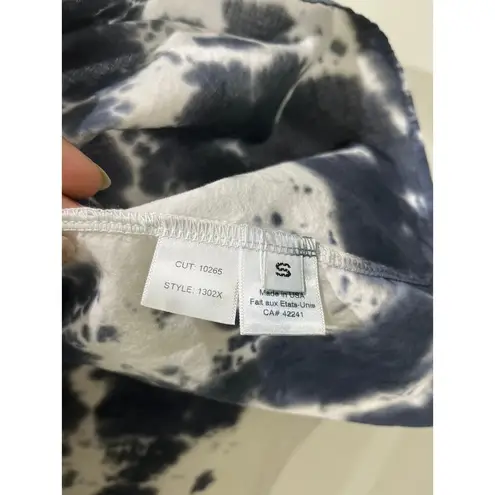 CUT: 10265
STYLE: 1302X
S
Made in USA
Fait aux Etats-Unis
CA# 42241